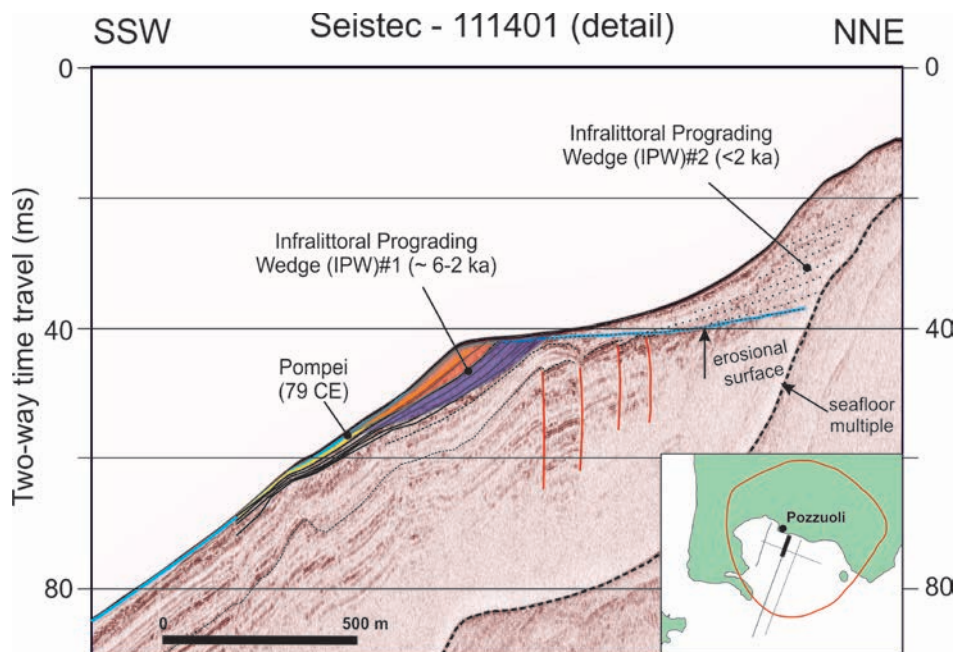 SSW
Seistec - 111401 (detail)
NNE
0
0
Infralittoral Prograding
Wedge (IPW)#2 (<2 ka)
Infralittoral Prograding
Wedge (IPW)#1 (~ 6-2 ka)
Two-way time travel (ms)
40
40
Pompei
(79 CE)
erosional
surface
seafloor
multiple
Pozzuoli
80
80
0
500 m